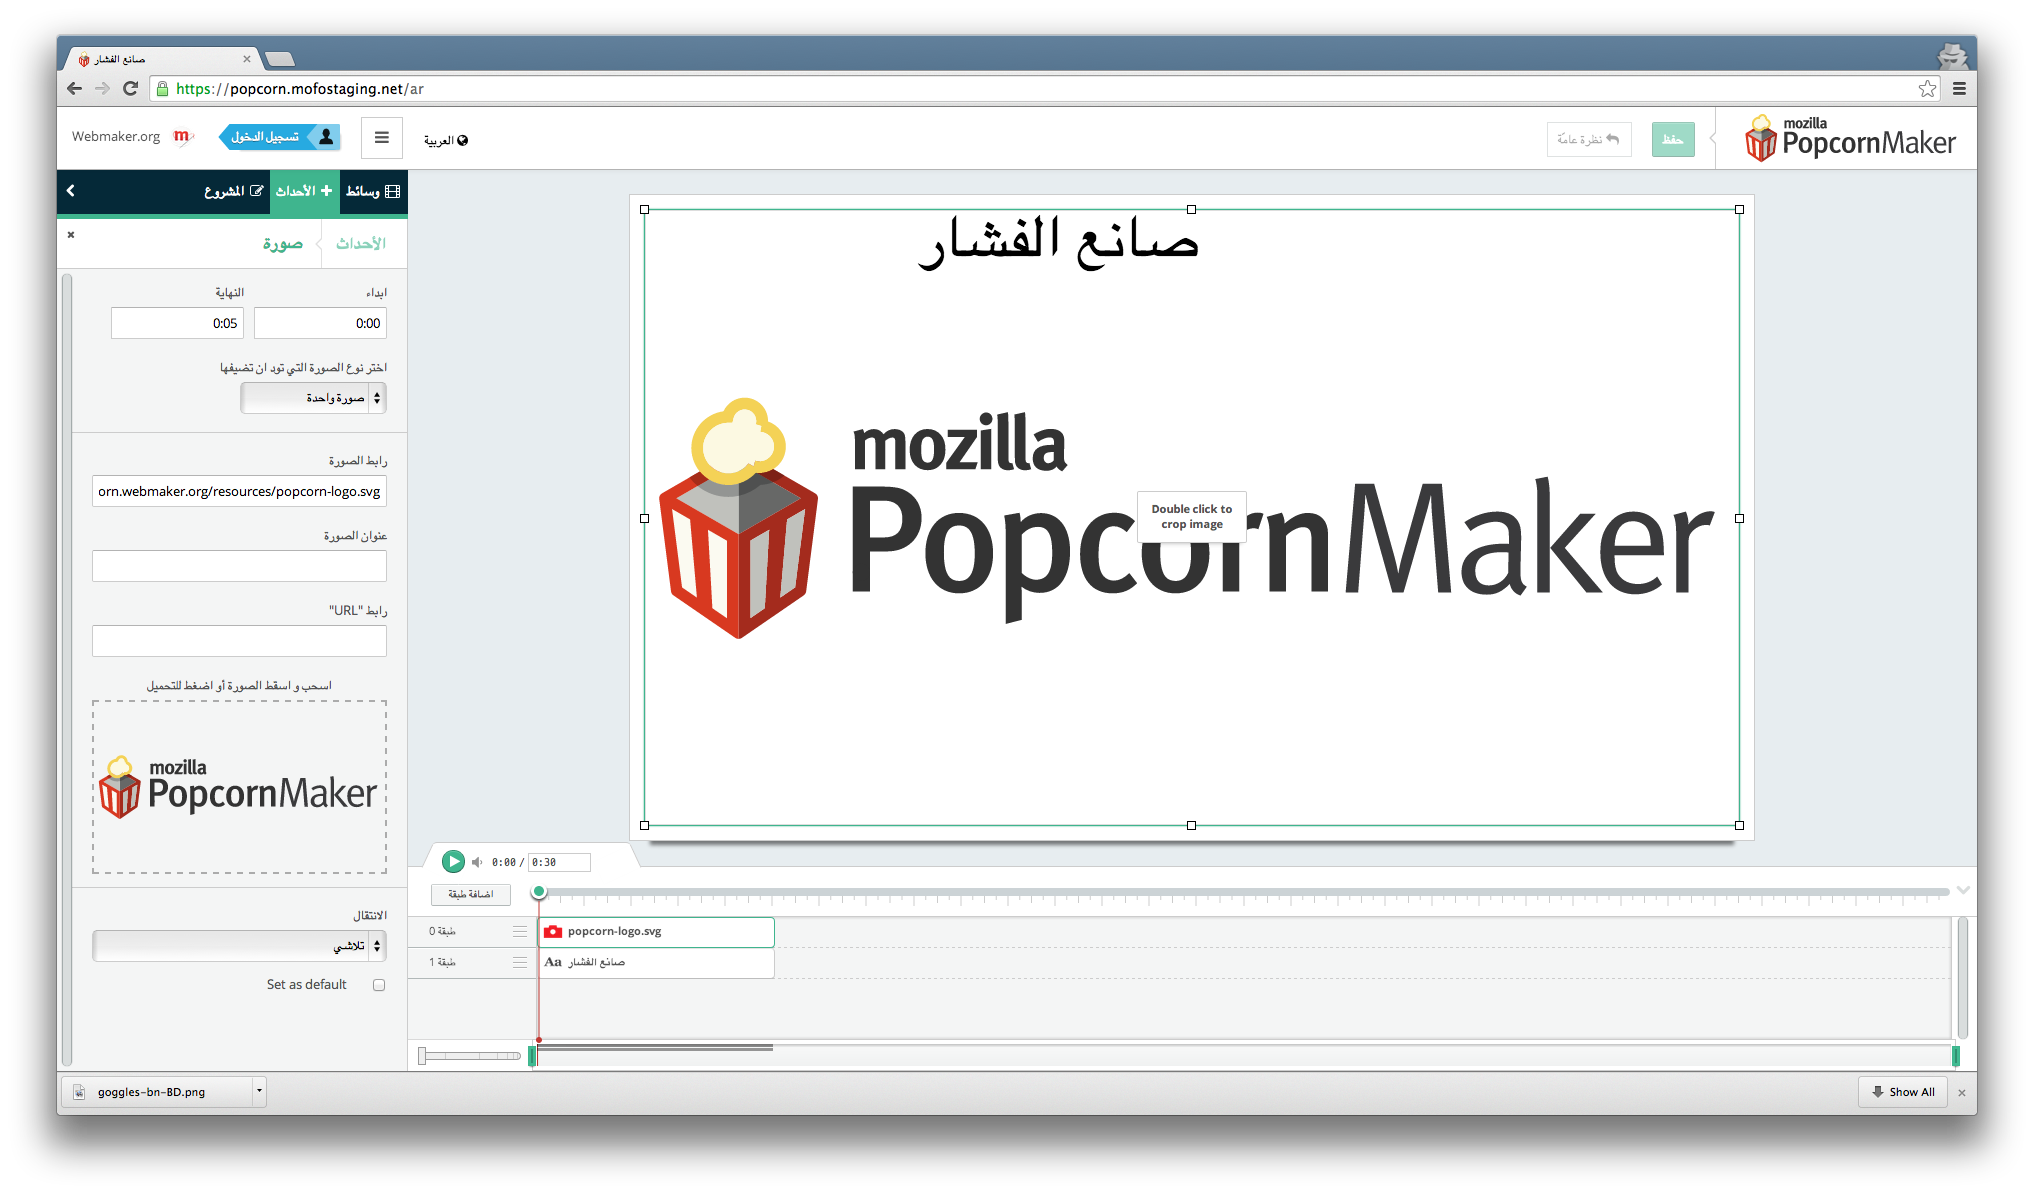 صانع الفشار
https://popcorn.mofostaging.net/ar
Webmaker.org
m
تسجيل الدخول
العربية
نظرة عامّة
حفظ
mozilla
PopcornMaker
وسائط
الأحداث
المشروع
الأحداث
صورة
ابداء
النهاية
0:00
0:05
اختر نوع الصورة التي تود ان تضيفها
صورة واحدة
رابط الصورة
orn.webmaker.org/resources/popcorn-logo.svg
عنوان الصورة
رابط "URL"
اسحب و اسقط الصورة أو اضغط للتحميل
mozilla
PopcornMaker
الانتقال
تلاشي
Set as default
صانع الفشار
mozilla
PopcornMaker
Double click to
crop image
0:00 / 0:30
اضافة طبقة
طبقة 0
popcorn-logo.svg
طبقة 1
Aa صانع الفشار
goggles-bn-BD.png
Show All